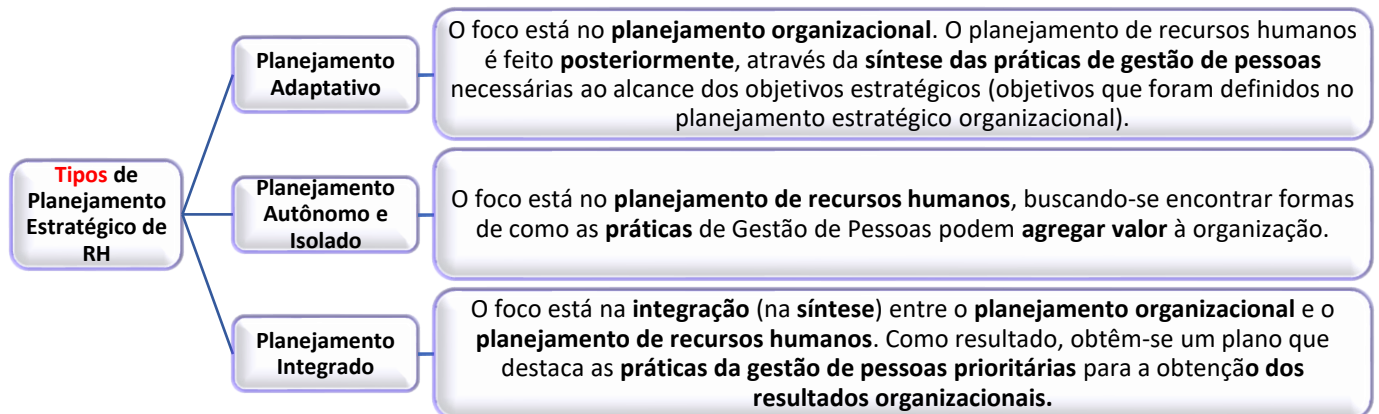 Tipos de
Planejamento
Estratégico de
RH
Planejamento
Adaptativo
O foco está no planejamento organizacional. O planejamento de recursos humanos
é feito posteriormente, através da síntese das práticas de gestão de pessoas
necessárias ao alcance dos objetivos estratégicos (objetivos que foram definidos no
planejamento estratégico organizacional).
Planejamento
Autônomo e
Isolado
O foco está no planejamento de recursos humanos, buscando-se encontrar formas
de como as práticas de Gestão de Pessoas podem agregar valor à organização.
Planejamento
Integrado
O foco está na integração (na síntese) entre o planejamento organizacional e o
planejamento de recursos humanos. Como resultado, obtêm-se um plano que
destaca as práticas da gestão de pessoas prioritárias para a obtenção dos
resultados organizacionais.